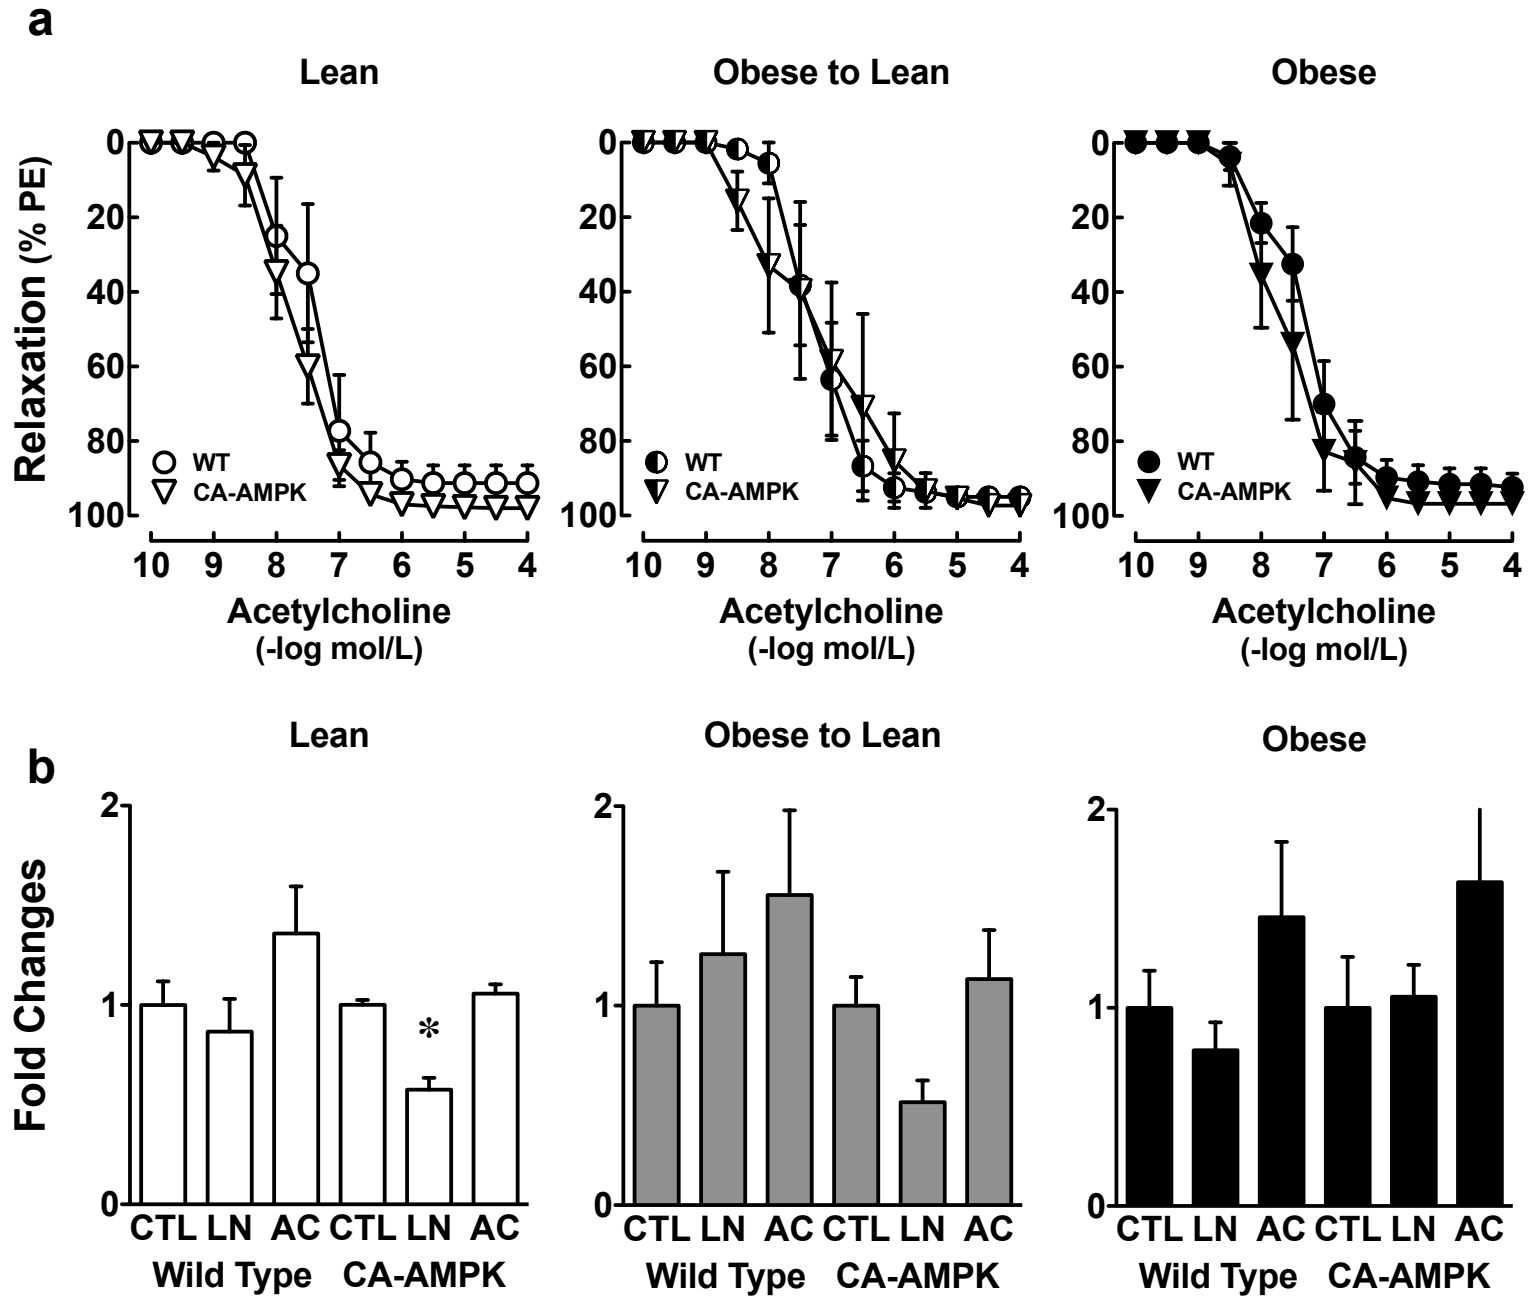 a
Lean
Obese to Lean
Obese
Relaxation (% PE)
0
20
40
60
80
100
WT
CA-AMPK
10 9 8 7 6 5 4
Acetylcholine
(-log mol/L)
0
20
40
60
80
100
WT
CA-AMPK
10 9 8 7 6 5 4
Acetylcholine
(-log mol/L)
0
20
40
60
80
100
WT
CA-AMPK
10 9 8 7 6 5 4
Acetylcholine
(-log mol/L)
b
Lean
Obese to Lean
Obese
Fold Changes
2
1
0
*
CTL LN AC CTL LN AC
Wild Type CA-AMPK
2
1
0
CTL LN AC CTL LN AC
Wild Type CA-AMPK
2
1
0
CTL LN AC CTL LN AC
Wild Type CA-AMPK